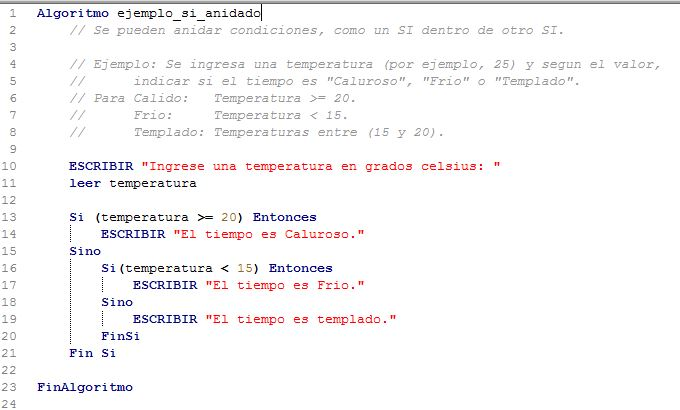 1 Algoritmo ejemplo_si_anidado
2 // Se pueden anidar condiciones, como un SI dentro de otro SI.
3
4 // Ejemplo: Se ingresa una temperatura (por ejemplo, 25) y segun el valor,
5 //      indicar si el tiempo es "Caluroso", "Frio" o "Templado".
6 // Para Calido:   Temperatura >= 20.
7 //      Frio:     Temperatura < 15.
8 //      Templado: Temperaturas entre (15 y 20).
9
10 ESCRIBIR "Ingrese una temperatura en grados celsius: "
11 leer temperatura
12
13 Si (temperatura >= 20) Entonces
14 ESCRIBIR "El tiempo es Caluroso."
15 Sino
16 Si(temperatura < 15) Entonces
17 ESCRIBIR "El tiempo es Frio."
18 Sino
19 ESCRIBIR "El tiempo es templado."
20 FinSi
21 Fin Si
22
23 FinAlgoritmo
24